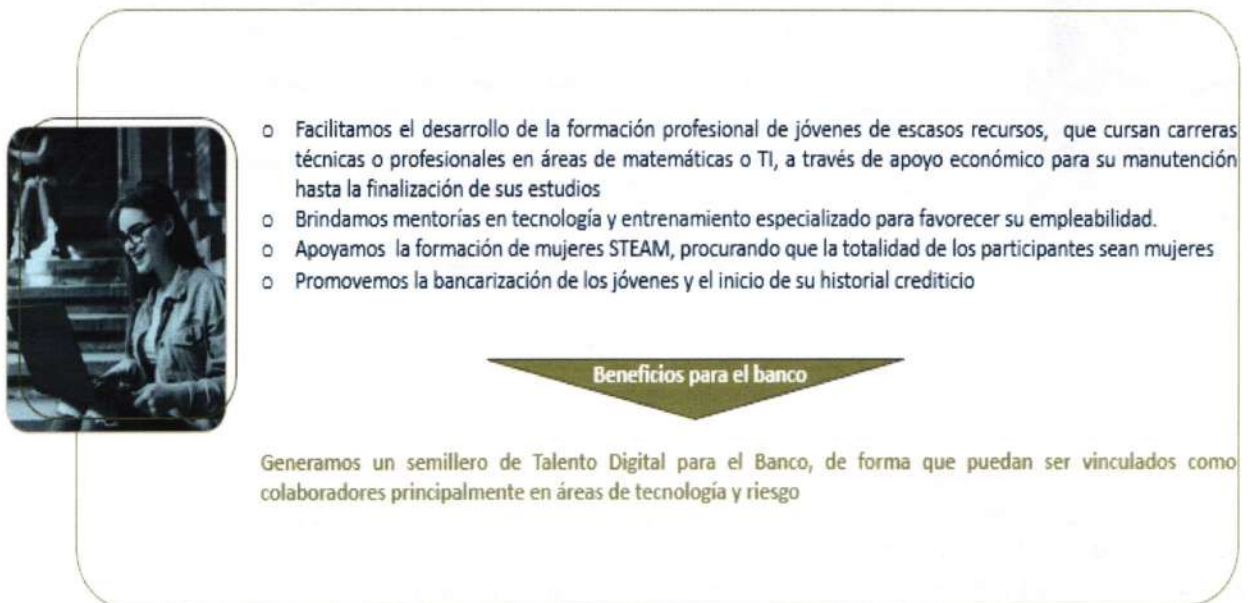 o Facilitamos el desarrollo de la formación profesional de jóvenes de escasos recursos, que cursan carreras
técnicas o profesionales en áreas de matemáticas o TI, a través de apoyo económico para su manutención
hasta la finalización de sus estudios
o Brindamos mentorías en tecnología y entrenamiento especializado para favorecer su empleabilidad.
o Apoyamos la formación de mujeres STEAM, procurando que la totalidad de los participantes sean mujeres
o Promovemos la bancarización de los jóvenes y el inicio de su historial crediticio
Beneficios para el banco
Generamos un semillero de Talento Digital para el Banco, de forma que puedan ser vinculados como
colaboradores principalmente en áreas de tecnología y riesgo